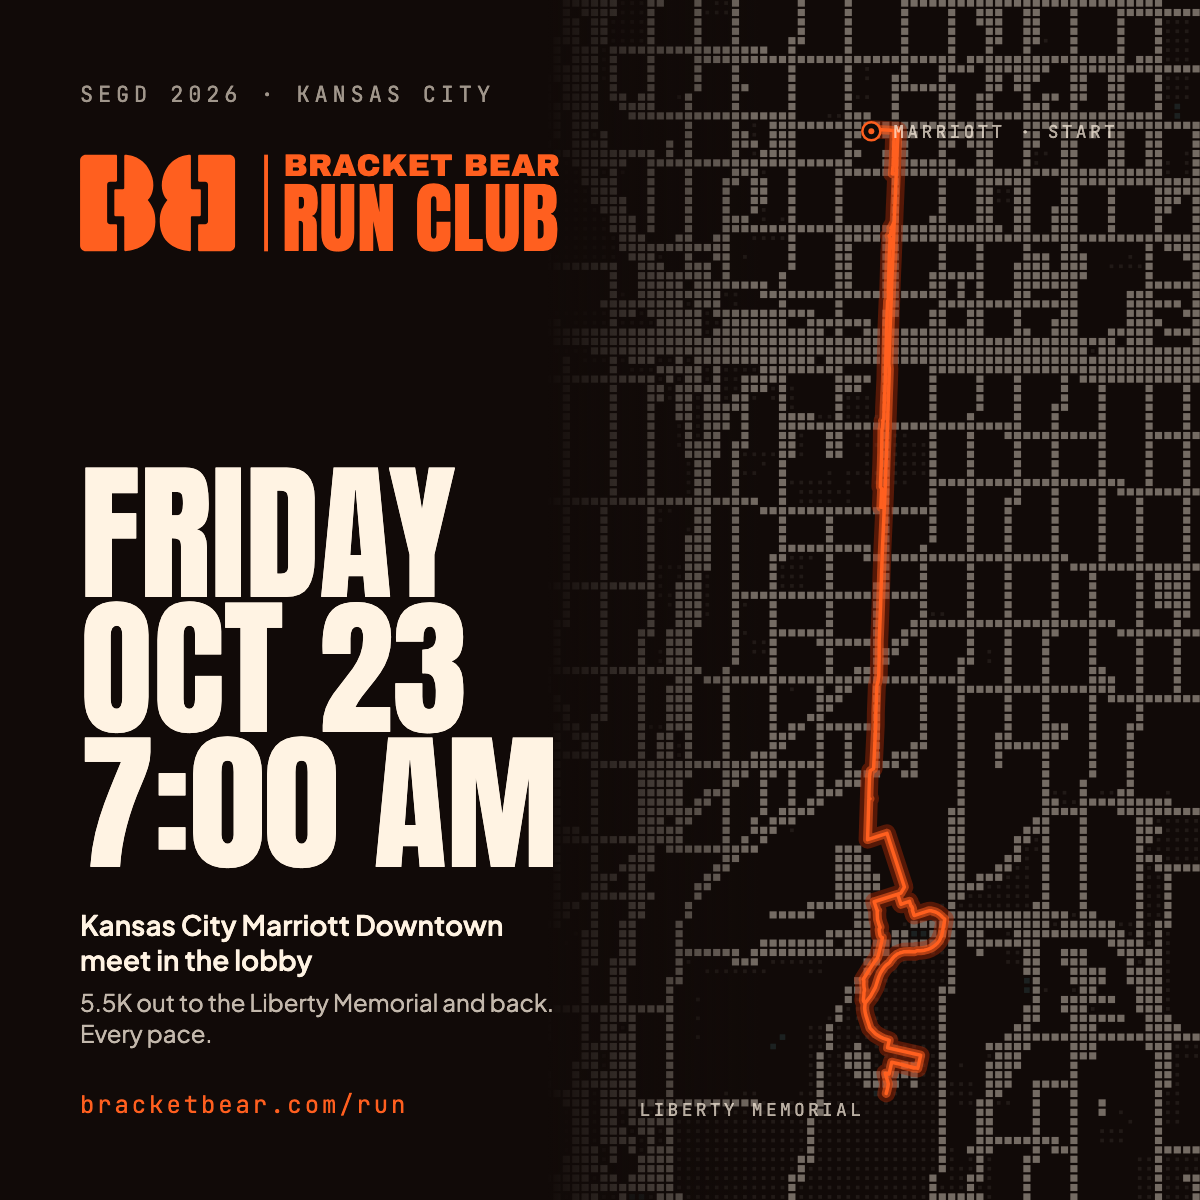 SEGD 2026 · KANSAS CITY
BRACKET BEAR
RUN CLUB
MARRIOTT · START
FRIDAY
OCT 23
7:00 AM
Kansas City Marriott Downtown
meet in the lobby
5.5K out to the Liberty Memorial and back.
Every pace.
bracketbear.com/run
LIBERTY MEMORIAL